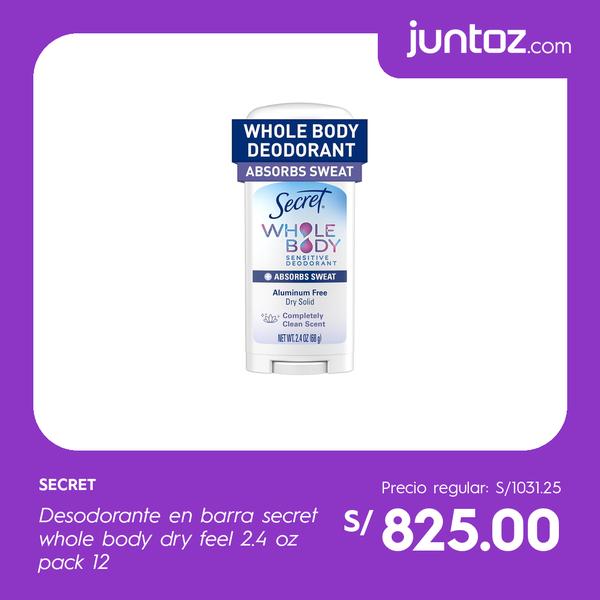 juntoz.com
WHOLE BODY
DEODORANT
ABSORBS SWEAT
Secret
WHOLE
BODY
SENSITIVE
DEODORANT
ABSORBS SWEAT
Aluminum Free
Dry Solid
Completely
Clean Scent
NET WT. 2.4 OZ (68 g)
SECRET
Desodorante en barra secret
whole body dry feel 2.4 oz
pack 12
Precio regular: S/1031.25
S/ 825.00